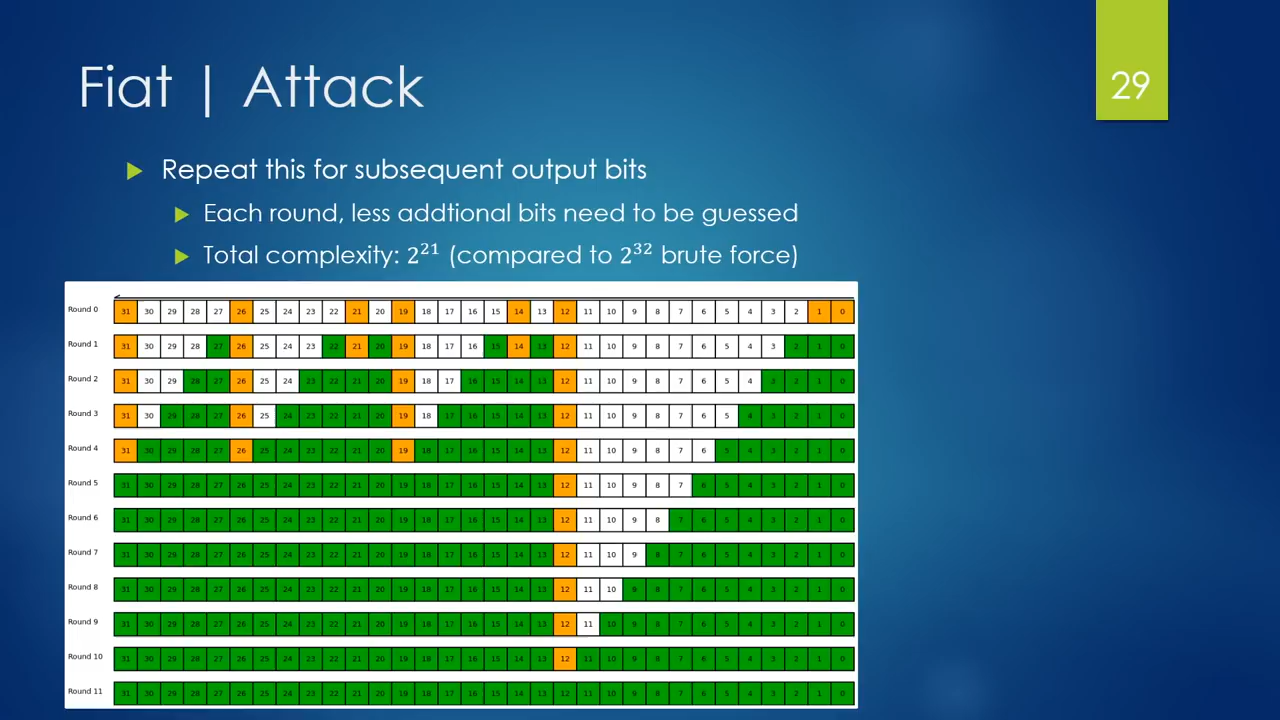 Fiat | Attack
29
Repeat this for subsequent output bits
Each round, less addtional bits need to be guessed
Total complexity: 2²¹ (compared to 2³² brute force)
Round 0 31 30 29 28 27 26 25 24 23 22 21 20 19 18 17 16 15 14 13 12 11 10 9 8 7 6 5 4 3 2 1 0
Round 1 31 30 29 28 27 26 25 24 23 22 21 20 19 18 17 16 15 14 13 12 11 10 9 8 7 6 5 4 3 2 1 0
Round 2 31 30 29 28 27 26 25 24 23 22 21 20 19 18 17 16 15 14 13 12 11 10 9 8 7 6 5 4 3 2 1 0
Round 3 31 30 29 28 27 26 25 24 23 22 21 20 19 18 17 16 15 14 13 12 11 10 9 8 7 6 5 4 3 2 1 0
Round 4 31 30 29 28 27 26 25 24 23 22 21 20 19 18 17 16 15 14 13 12 11 10 9 8 7 6 5 4 3 2 1 0
Round 5 31 30 29 28 27 26 25 24 23 22 21 20 19 18 17 16 15 14 13 12 11 10 9 8 7 6 5 4 3 2 1 0
Round 6 31 30 29 28 27 26 25 24 23 22 21 20 19 18 17 16 15 14 13 12 11 10 9 8 7 6 5 4 3 2 1 0
Round 7 31 30 29 28 27 26 25 24 23 22 21 20 19 18 17 16 15 14 13 12 11 10 9 8 7 6 5 4 3 2 1 0
Round 8 31 30 29 28 27 26 25 24 23 22 21 20 19 18 17 16 15 14 13 12 11 10 9 8 7 6 5 4 3 2 1 0
Round 9 31 30 29 28 27 26 25 24 23 22 21 20 19 18 17 16 15 14 13 12 11 10 9 8 7 6 5 4 3 2 1 0
Round 10 31 30 29 28 27 26 25 24 23 22 21 20 19 18 17 16 15 14 13 12 11 10 9 8 7 6 5 4 3 2 1 0
Round 11 31 30 29 28 27 26 25 24 23 22 21 20 19 18 17 16 15 14 13 12 11 10 9 8 7 6 5 4 3 2 1 0